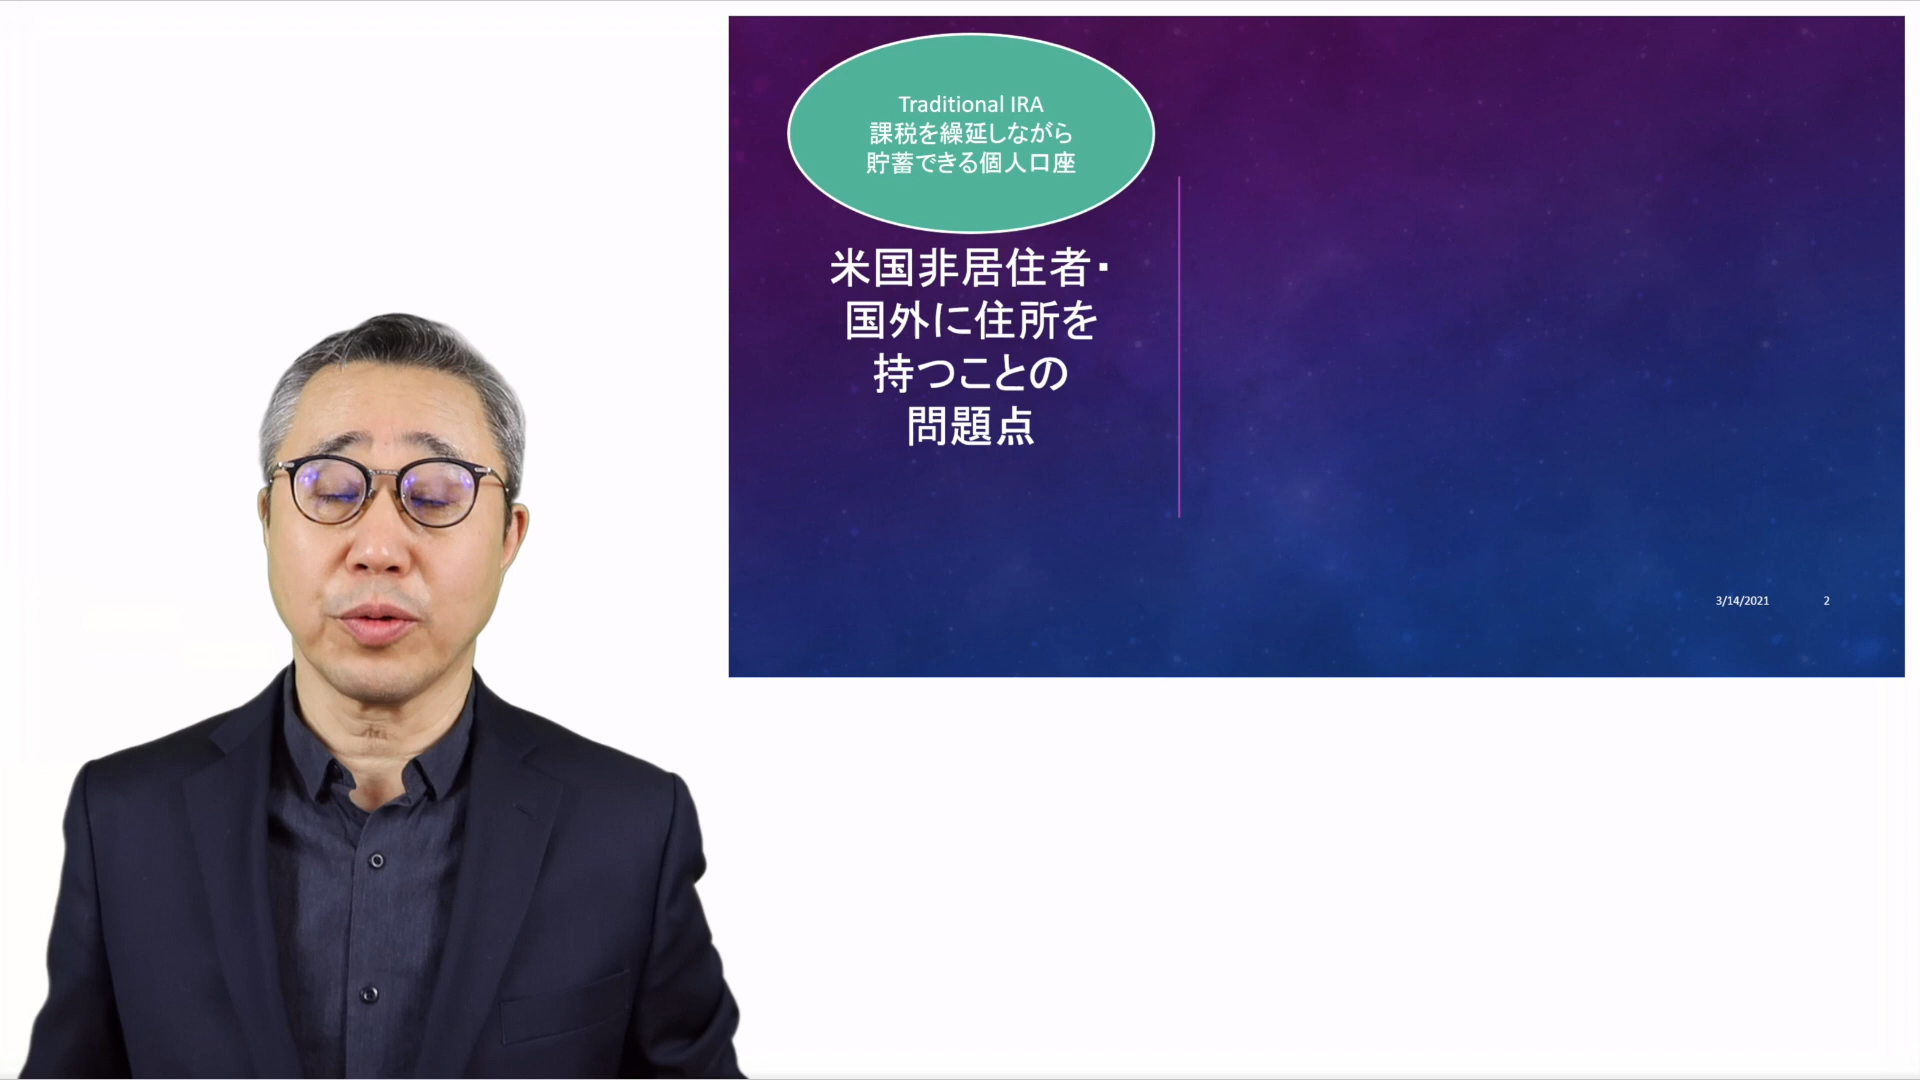 Traditional IRA
課税を繰延しながら
貯蓄できる個人口座
米国非居住者・
国外に住所を
持つことの
問題点
3/14/2021
2